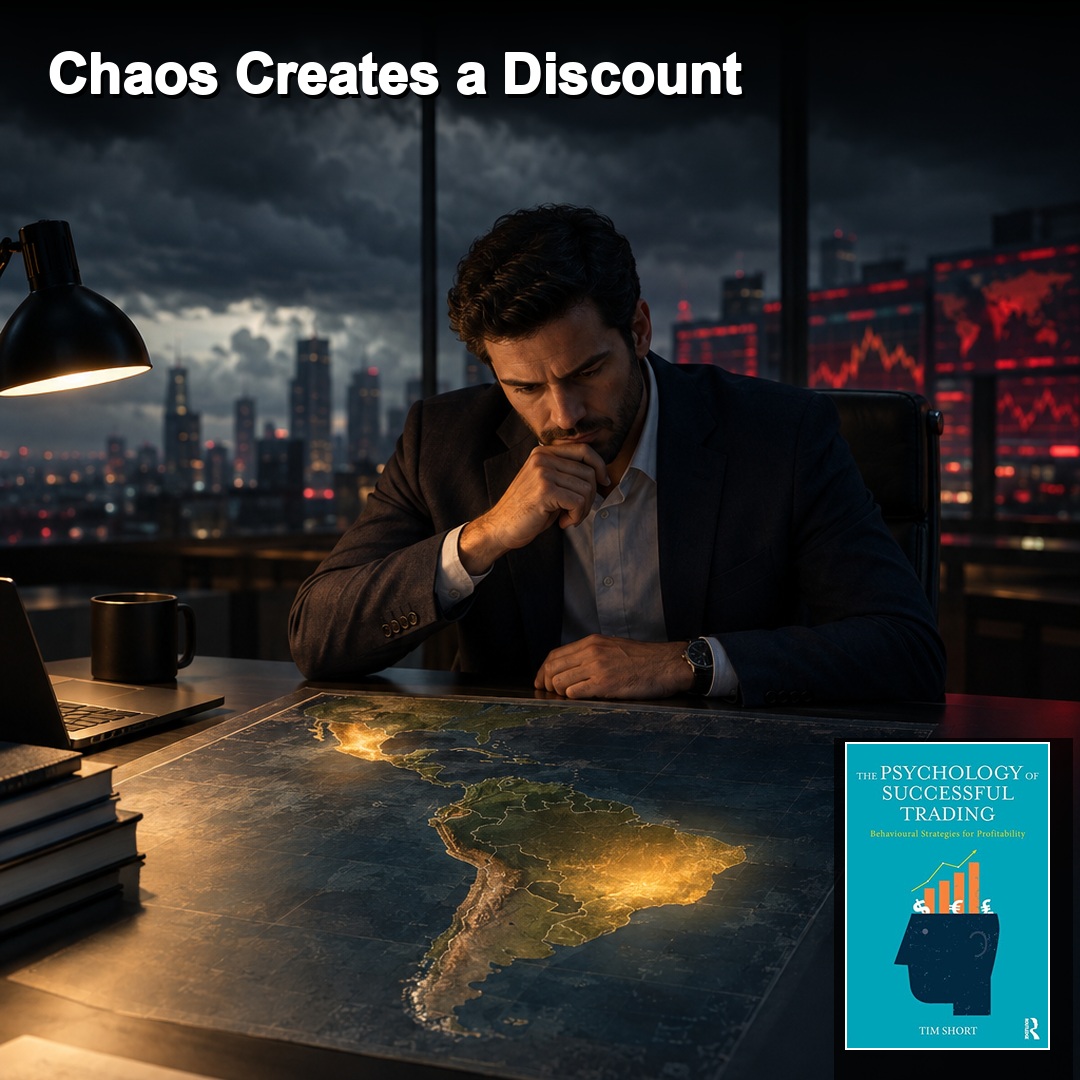 Chaos Creates a Discount
THE PSYCHOLOGY OF
SUCCESSFUL
TRADING
Behavioural Strategies for Profitability
$ € £
TIM SHORT
R